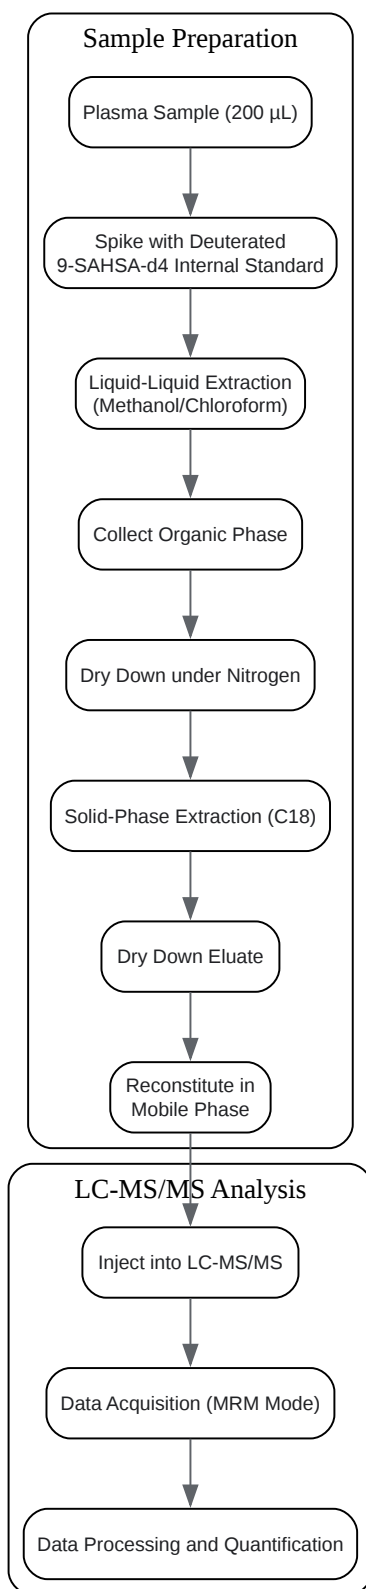 Sample Preparation
Plasma Sample (200 µL)
Spike with Deuterated
9-SAHSA-d4 Internal Standard
Liquid-Liquid Extraction
(Methanol/Chloroform)
Collect Organic Phase
Dry Down under Nitrogen
Solid-Phase Extraction (C18)
Dry Down Eluate
Reconstitute in
Mobile Phase
LC-MS/MS Analysis
Inject into LC-MS/MS
Data Acquisition (MRM Mode)
Data Processing and Quantification